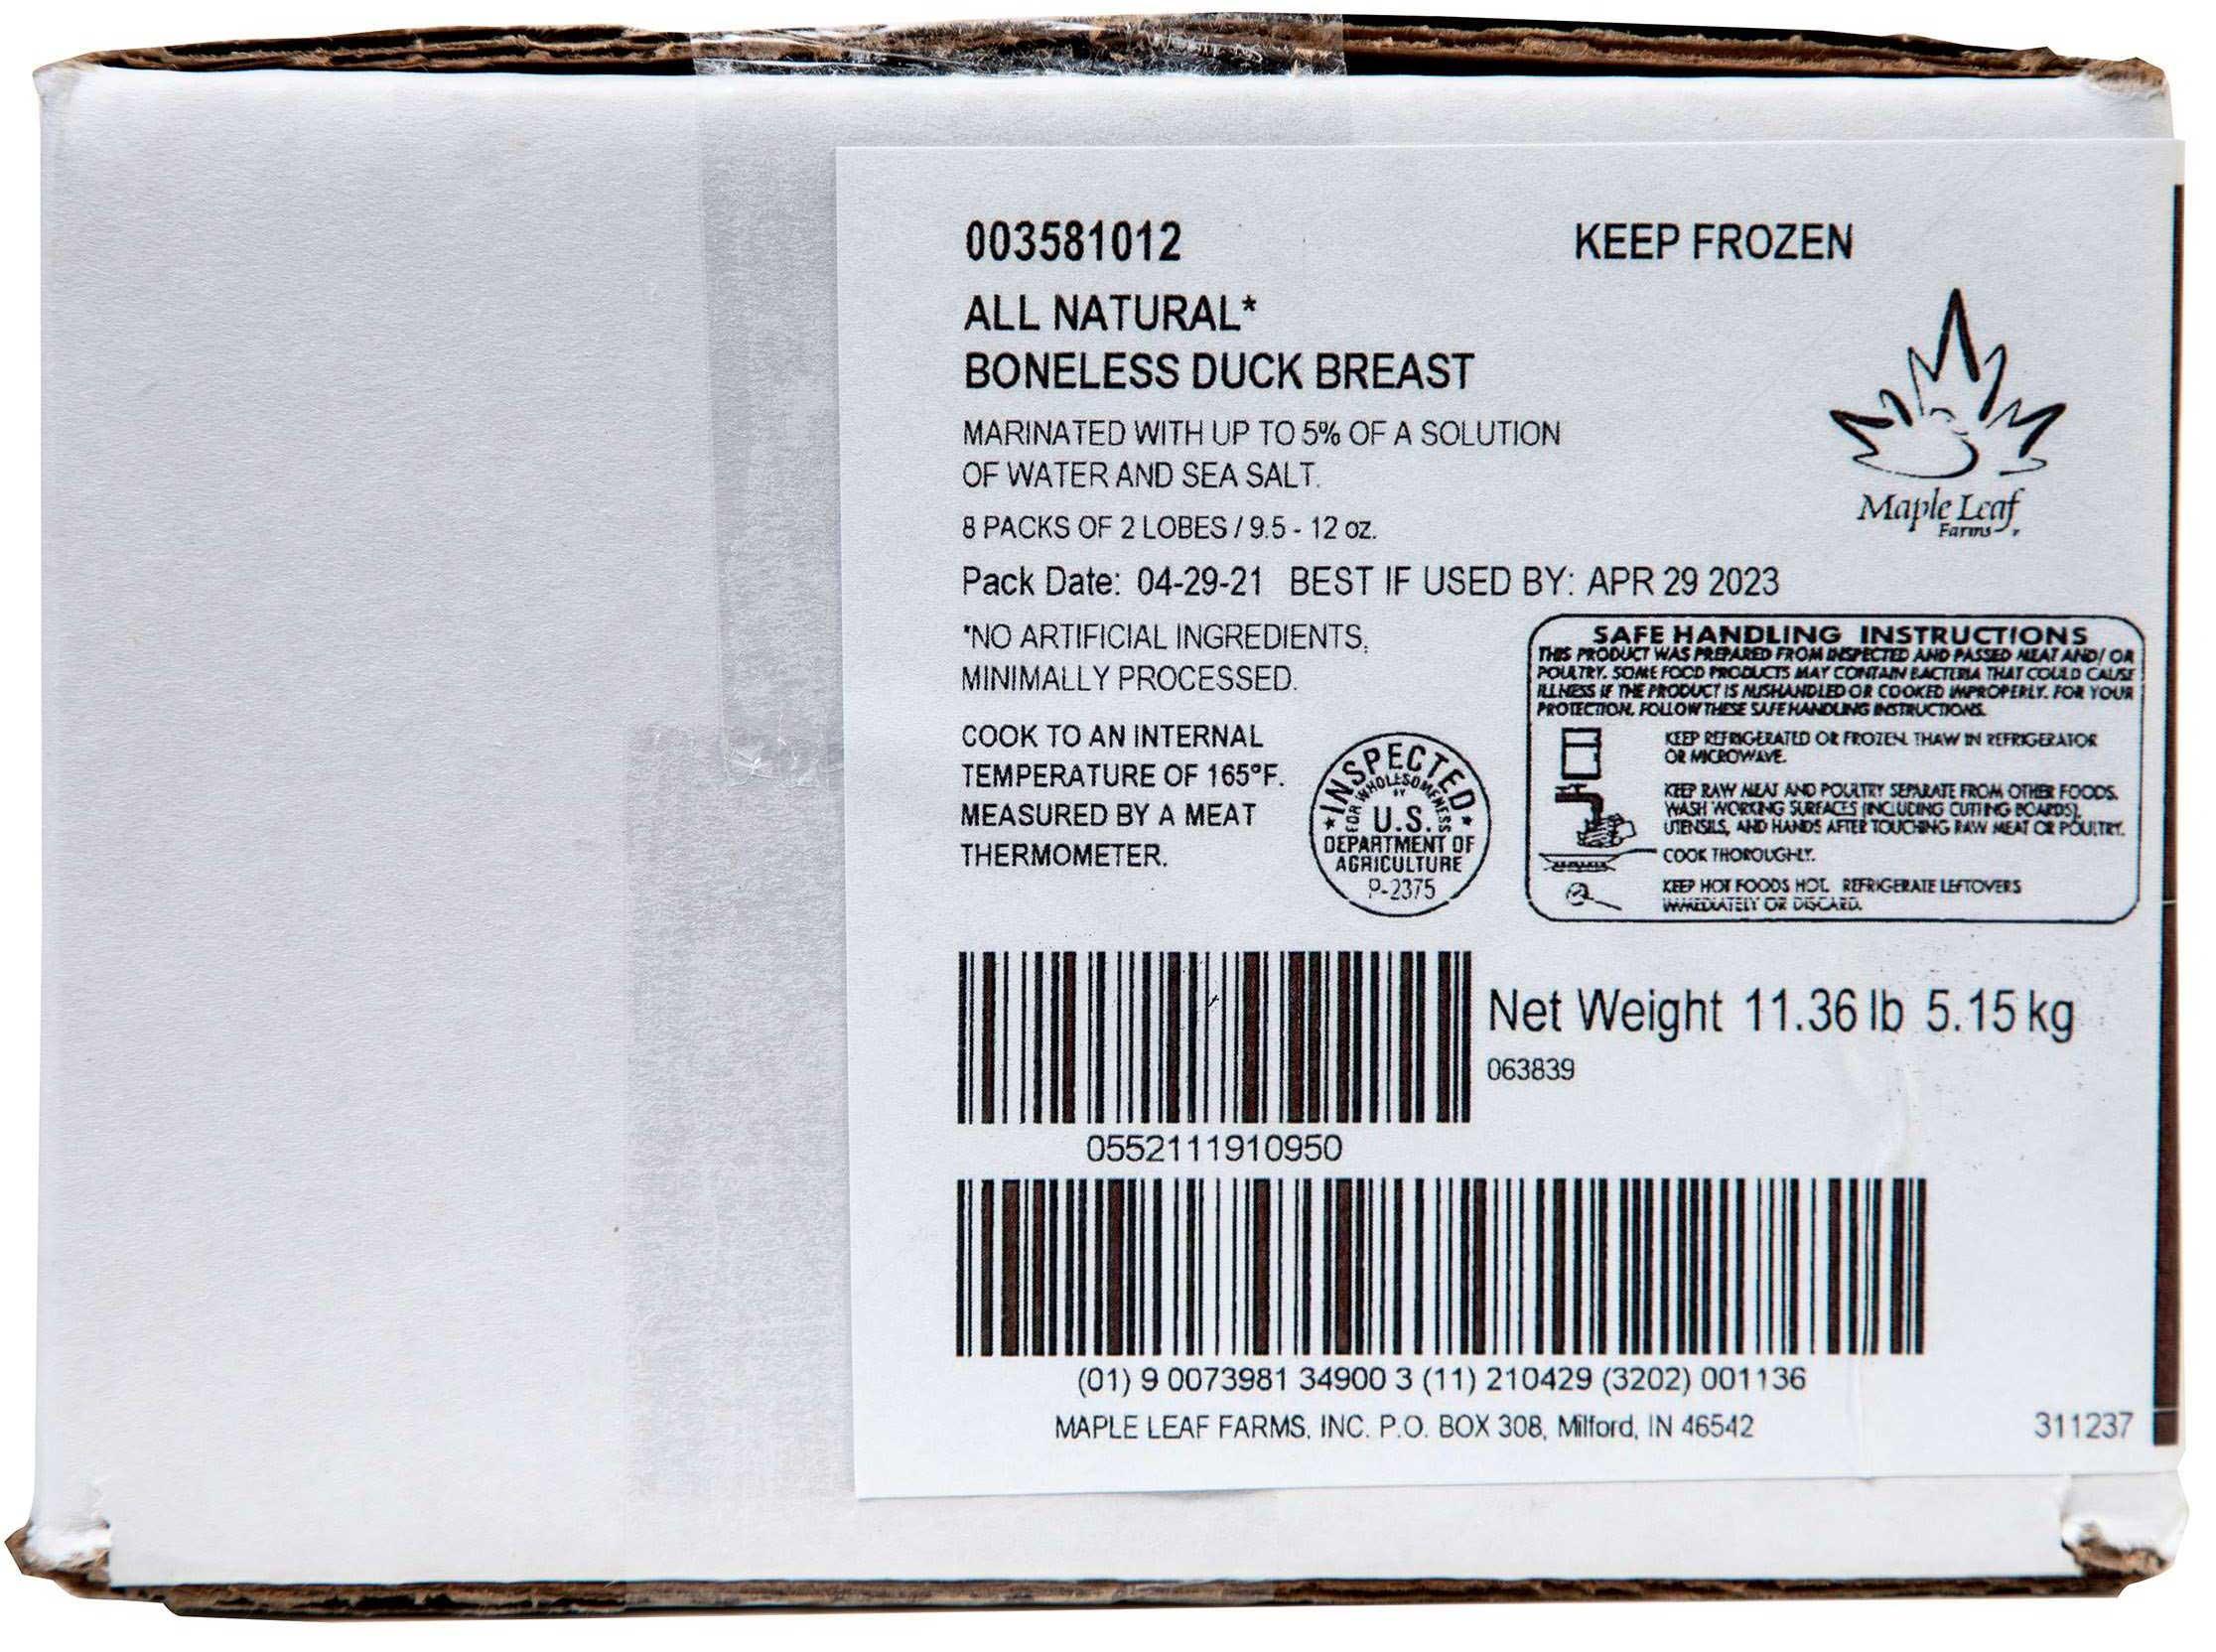 003581012 KEEP FROZEN
ALL NATURAL*
BONELESS DUCK BREAST
MARINATED WITH UP TO 5% OF A SOLUTION
OF WATER AND SEA SALT.
8 PACKS OF 2 LOBES / 9.5 - 12 oz.
Maple Leaf
Farms
Pack Date: 04-29-21 BEST IF USED BY: APR 29 2023
*NO ARTIFICIAL INGREDIENTS,
MINIMALLY PROCESSED.
COOK TO AN INTERNAL
TEMPERATURE OF 165°F.
MEASURED BY A MEAT
THERMOMETER.
INSPECTED
FOR WHOLESOMENESS
BY
U.S.
DEPARTMENT OF
AGRICULTURE
P-2375
SAFE HANDLING INSTRUCTIONS
THIS PRODUCT WAS PREPARED FROM INSPECTED AND PASSED MEAT AND/ OR
POULTRY. SOME FOOD PRODUCTS MAY CONTAIN BACTERIA THAT COULD CAUSE
ILLNESS IF THE PRODUCT IS MISHANDLED OR COOKED IMPROPERLY. FOR YOUR
PROTECTION, FOLLOW THESE SAFE HANDLING INSTRUCTIONS.
KEEP REFRIGERATED OR FROZEN. THAW IN REFRIGERATOR
OR MICROWAVE.
KEEP RAW MEAT AND POULTRY SEPARATE FROM OTHER FOODS.
WASH WORKING SURFACES (INCLUDING CUTTING BOARDS),
UTENSILS, AND HANDS AFTER TOUCHING RAW MEAT OR POULTRY.
COOK THOROUGHLY.
KEEP HOT FOODS HOT. REFRIGERATE LEFTOVERS
IMMEDIATELY OR DISCARD.
Net Weight 11.36 lb 5.15 kg
063839
0552111910950
(01) 9 0073981 34900 3 (11) 210429 (3202) 001136
MAPLE LEAF FARMS, INC. P.O. BOX 308, Milford, IN 46542
311237